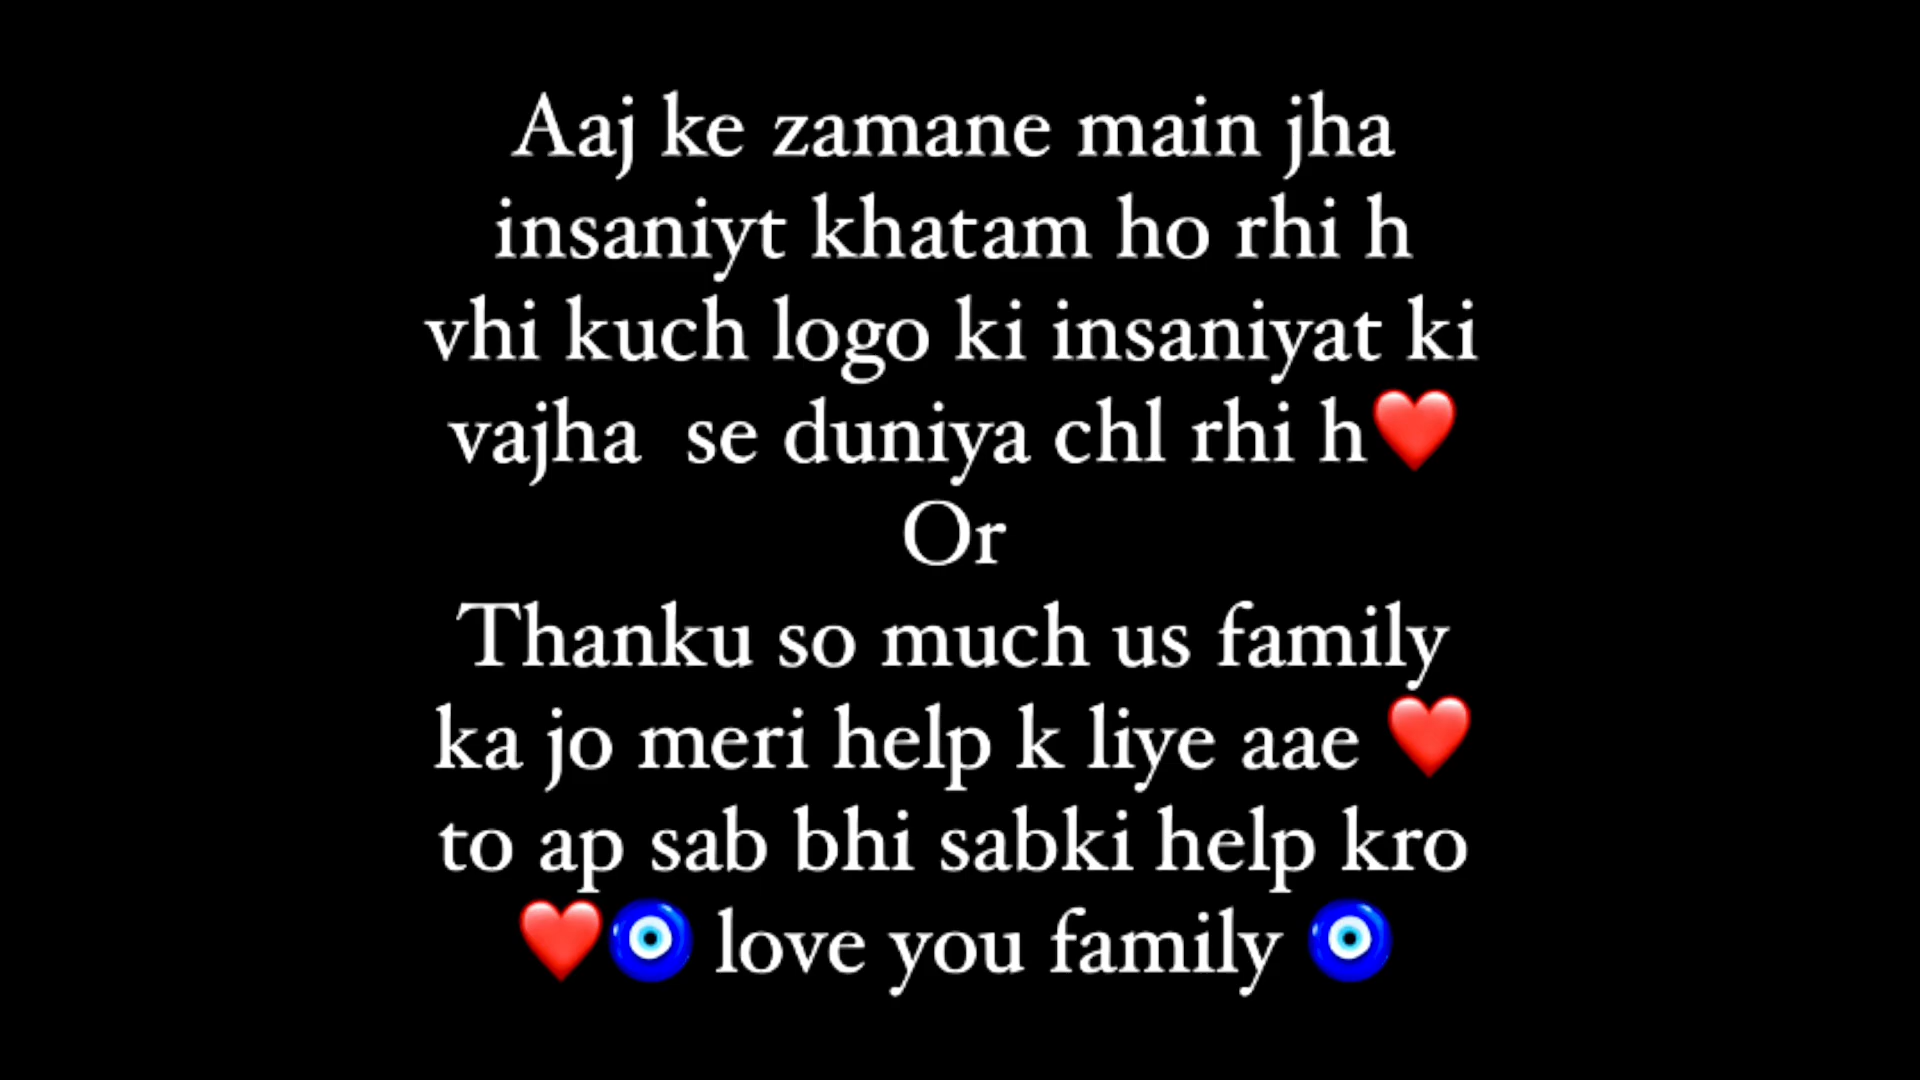 Aaj ke zamane main jha
insaniyt khatam ho rhi h
vhi kuch logo ki insaniyat ki
vajha  se duniya chl rhi h❤️
Or
Thanku so much us family
ka jo meri help k liye aae ❤️
to ap sab bhi sabki help kro
❤️🧿 love you family 🧿